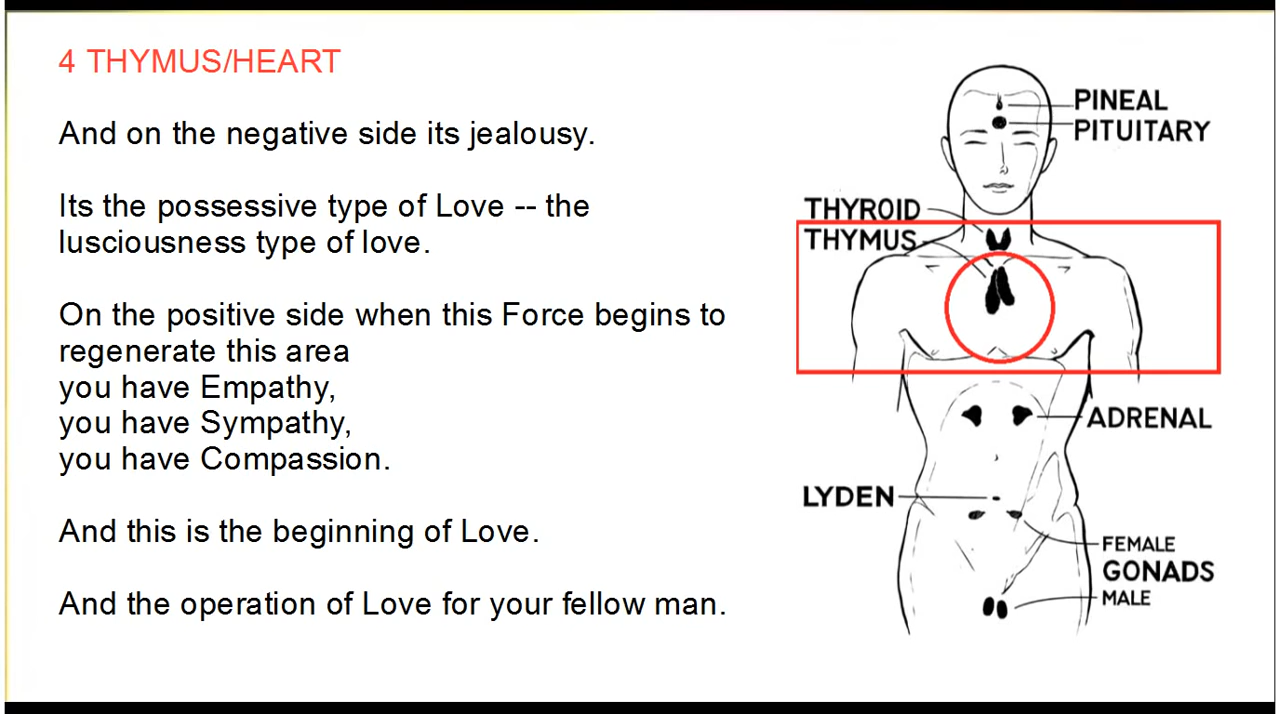 4 THYMUS/HEART
And on the negative side its jealousy.
Its the possessive type of Love -- the
lusciousness type of love.
On the positive side when this Force begins to
regenerate this area
you have Empathy,
you have Sympathy,
you have Compassion.
And this is the beginning of Love.
And the operation of Love for your fellow man.
PINEAL
PITUITARY
THYROID
THYMUS
ADRENAL
LYDEN
FEMALE
GONADS
MALE